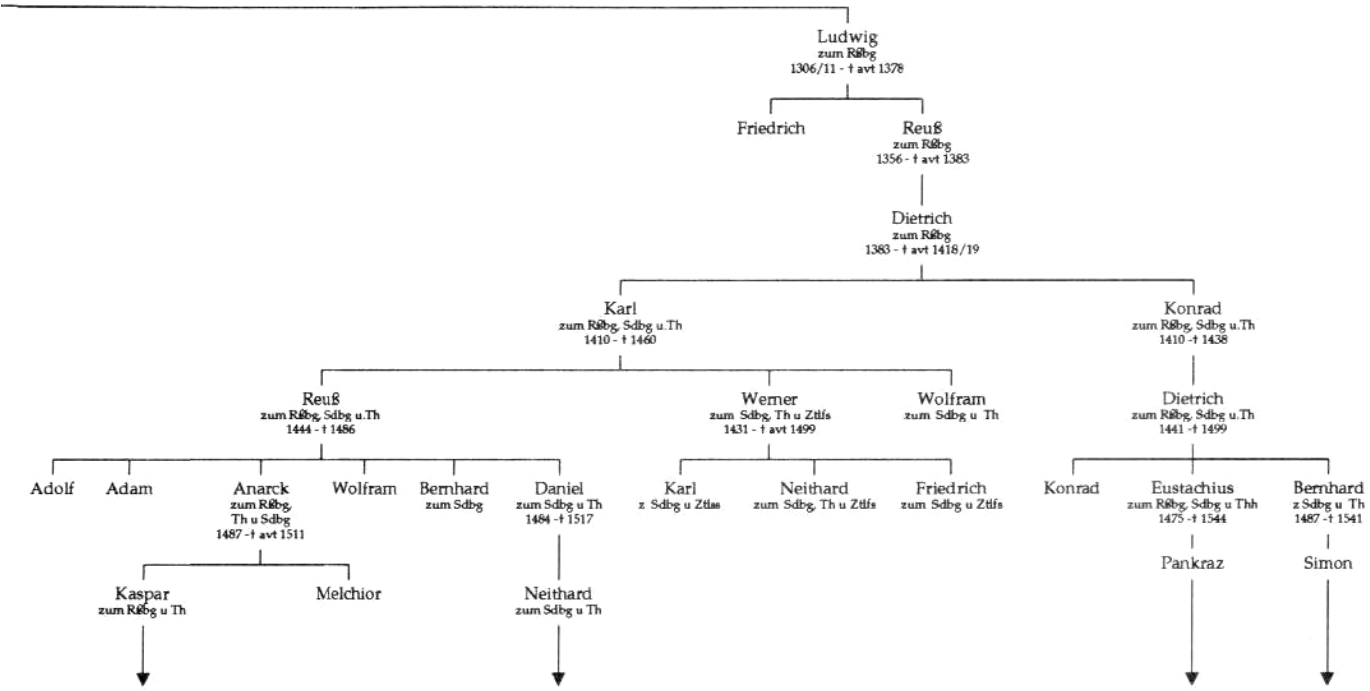 Ludwig
zum Rßbg
1306/11 - † avt 1378
Friedrich
Reuß
zum Rßbg
1356 - † avt 1383
Dietrich
zum Rßbg
1383 - † avt 1418/19
Karl
zum Rßbg, Sdbg u.Th
1410 - † 1460
Konrad
zum Rßbg, Sdbg u.Th
1410 -† 1438
Reuß
zum Rßbg, Sdbg u.Th
1444 - † 1486
Werner
zum Sdbg, Th u Ztlfs
1431 - † avt 1499
Wolfram
zum Sdbg u Th
Dietrich
zum Rßbg, Sdbg u.Th
1441 -† 1499
Adolf
Adam
Anarck
zum Rßbg,
Th u Sdbg
1487 -† avt 1511
Wolfram
Bernhard
zum Sdbg
Daniel
zum Sdbg u Th
1484 -† 1517
Karl
z Sdbg u Ztlss
Neithard
zum Sdbg, Th u Ztlfs
Friedrich
zum Sdbg u Ztlfs
Konrad
Eustachius
zum Rßbg, Sdbg u Thh
1475 -† 1544
Bernhard
z Sdbg u Th
1487 -† 1541
Pankraz
Simon
Kaspar
zum Rßbg u Th
Melchior
Neithard
zum Sdbg u Th